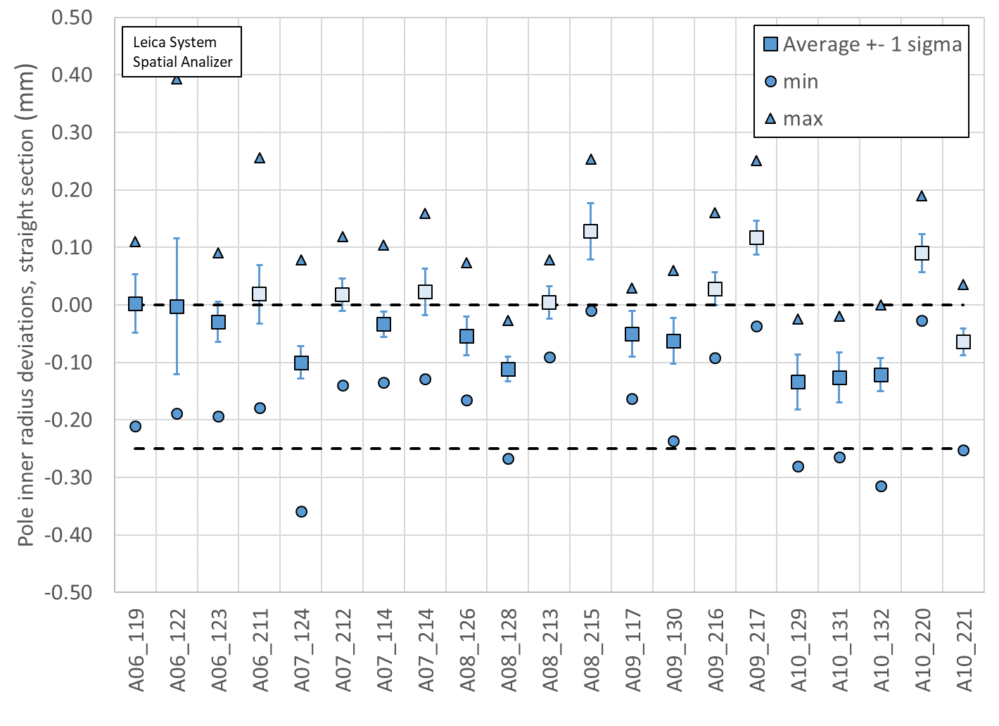 Pole inner radius deviations, straight section (mm)
0.50
0.40
0.30
0.20
0.10
0.00
-0.10
-0.20
-0.30
-0.40
-0.50
Leica System
Spatial Analizer
Average +- 1 sigma
min
max
A06_119
A06_122
A06_123
A06_211
A07_124
A07_212
A07_114
A07_214
A08_126
A08_128
A08_213
A08_215
A09_117
A09_130
A09_216
A09_217
A10_129
A10_131
A10_132
A10_220
A10_221